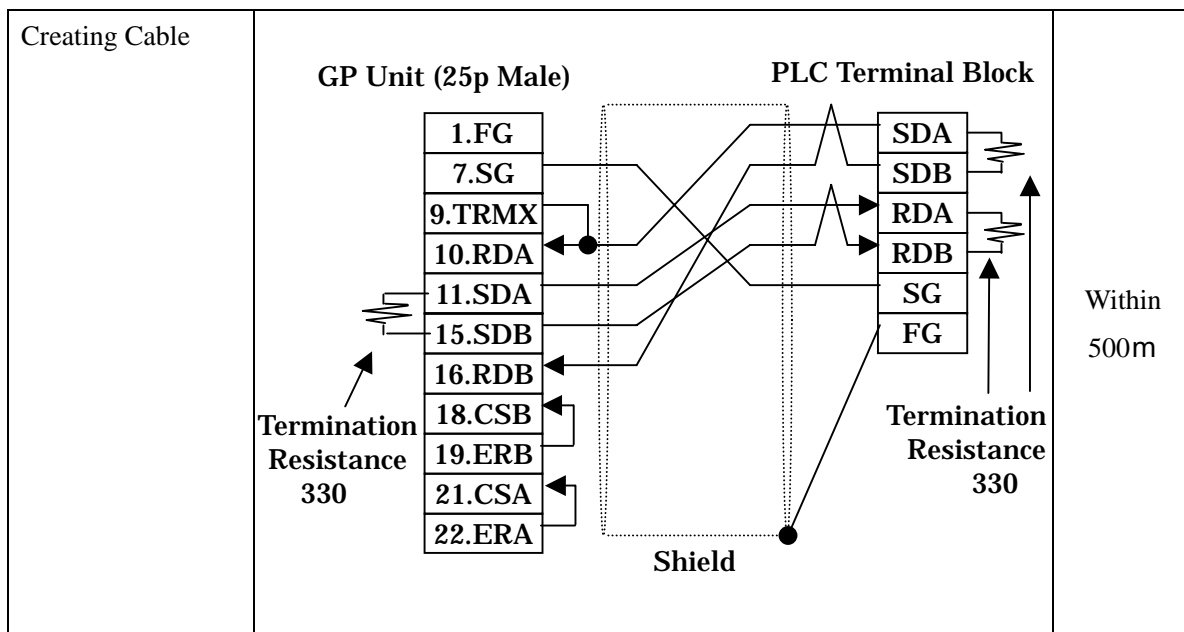 Creating Cable
GP Unit (25p Male)
PLC Terminal Block
1.FG
7.SG
9.TRMX
10.RDA
11.SDA
15.SDB
16.RDB
18.CSB
19.ERB
21.CSA
22.ERA
Termination
Resistance
330
Shield
SDA
SDB
RDA
RDB
SG
FG
Termination
Resistance
330
Within
500m